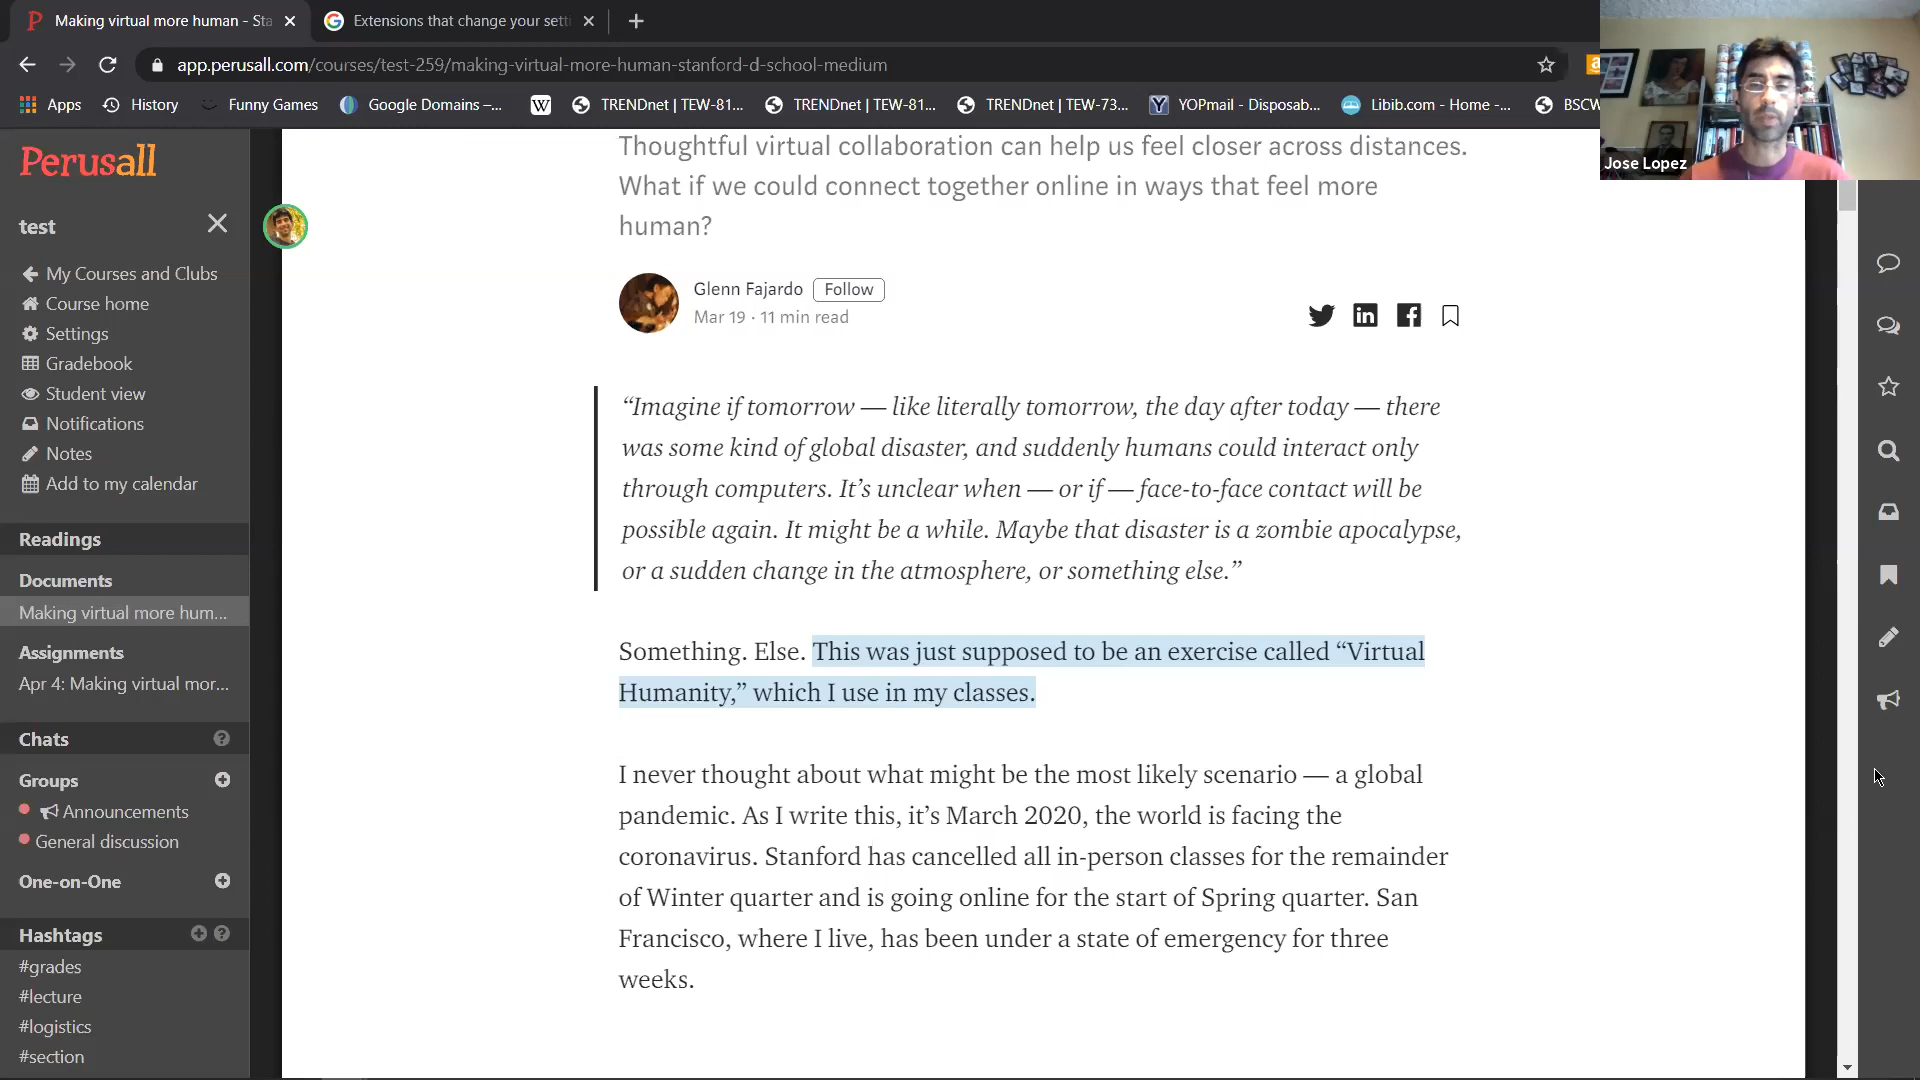 Making virtual more human - Sta
Extensions that change your sett
app.perusall.com/courses/test-259/making-virtual-more-human-stanford-d-school-medium
Apps
History
Funny Games
Google Domains –...
W
TRENDnet | TEW-81...
TRENDnet | TEW-81...
TRENDnet | TEW-73...
YOPmail - Disposab...
Libib.com - Home -...
BSCW
Jose Lopez
Perusall
test
My Courses and Clubs
Course home
Settings
Gradebook
Student view
Notifications
Notes
Add to my calendar
Readings
Documents
Making virtual more hum...
Assignments
Apr 4: Making virtual mor...
Chats
Groups
Announcements
General discussion
One-on-One
Hashtags
#grades
#lecture
#logistics
#section
Thoughtful virtual collaboration can help us feel closer across distances.
What if we could connect together online in ways that feel more
human?
Glenn Fajardo Follow
Mar 19 · 11 min read
“Imagine if tomorrow — like literally tomorrow, the day after today — there
was some kind of global disaster, and suddenly humans could interact only
through computers. It’s unclear when — or if — face-to-face contact will be
possible again. It might be a while. Maybe that disaster is a zombie apocalypse,
or a sudden change in the atmosphere, or something else.”
Something. Else. This was just supposed to be an exercise called “Virtual
Humanity,” which I use in my classes.
I never thought about what might be the most likely scenario — a global
pandemic. As I write this, it’s March 2020, the world is facing the
coronavirus. Stanford has cancelled all in-person classes for the remainder
of Winter quarter and is going online for the start of Spring quarter. San
Francisco, where I live, has been under a state of emergency for three
weeks.